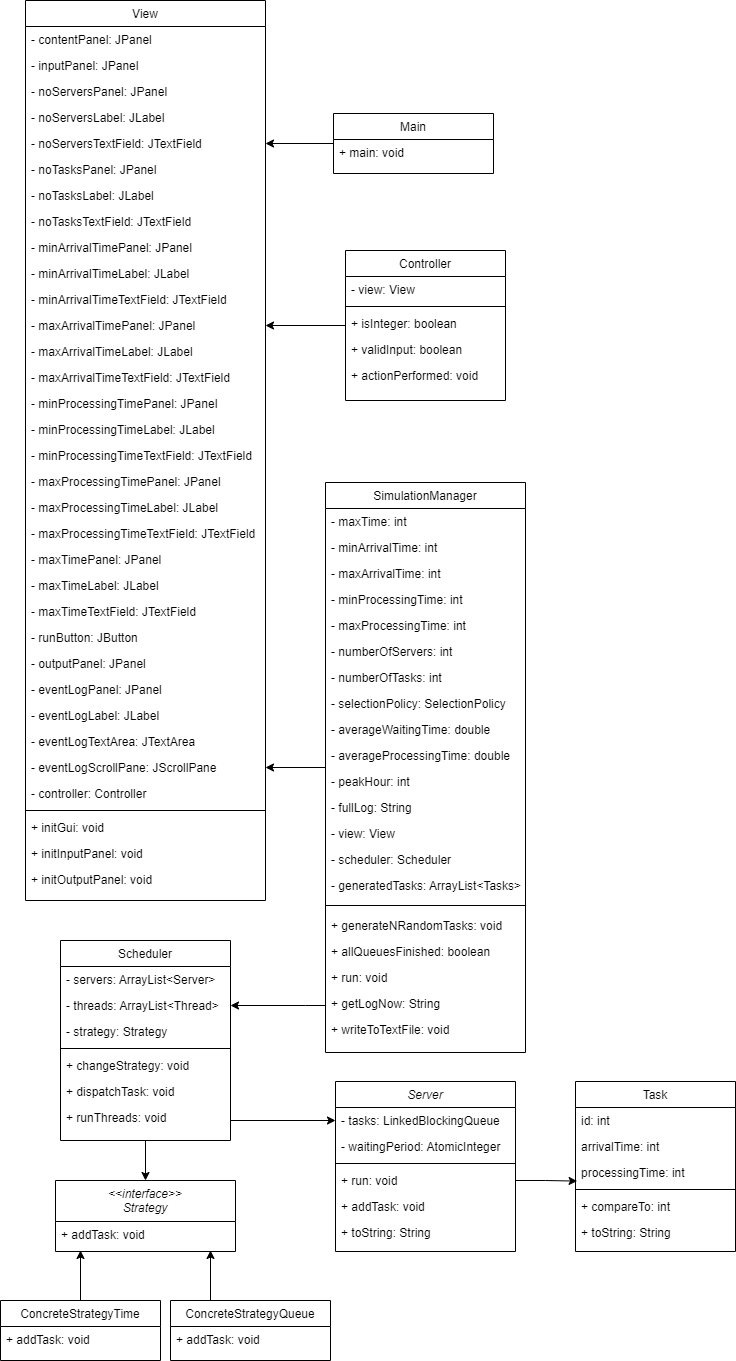 View
- contentPanel: JPanel
- inputPanel: JPanel
- noServersPanel: JPanel
- noServersLabel: JLabel
- noServersTextField: JTextField
- noTasksPanel: JPanel
- noTasksLabel: JLabel
- noTasksTextField: JTextField
- minArrivalTimePanel: JPanel
- minArrivalTimeLabel: JLabel
- minArrivalTimeTextField: JTextField
- maxArrivalTimePanel: JPanel
- maxArrivalTimeLabel: JLabel
- maxArrivalTimeTextField: JTextField
- minProcessingTimePanel: JPanel
- minProcessingTimeLabel: JLabel
- minProcessingTimeTextField: JTextField
- maxProcessingTimePanel: JPanel
- maxProcessingTimeLabel: JLabel
- maxProcessingTimeTextField: JTextField
- maxTimePanel: JPanel
- maxTimeLabel: JLabel
- maxTimeTextField: JTextField
- runButton: JButton
- outputPanel: JPanel
- eventLogPanel: JPanel
- eventLogLabel: JLabel
- eventLogTextArea: JTextArea
- eventLogScrollPane: JScrollPane
- controller: Controller
+ initGui: void
+ initInputPanel: void
+ initOutputPanel: void
Main
+ main: void
Controller
- view: View
+ isInteger: boolean
+ validInput: boolean
+ actionPerformed: void
SimulationManager
- maxTime: int
- minArrivalTime: int
- maxArrivalTime: int
- minProcessingTime: int
- maxProcessingTime: int
- numberOfServers: int
- numberOfTasks: int
- selectionPolicy: SelectionPolicy
- averageWaitingTime: double
- averageProcessingTime: double
- peakHour: int
- fullLog: String
- view: View
- scheduler: Scheduler
- generatedTasks: ArrayList<Tasks>
+ generateNRandomTasks: void
+ allQueuesFinished: boolean
+ run: void
+ getLogNow: String
+ writeToTextFile: void
Scheduler
- servers: ArrayList<Server>
- threads: ArrayList<Thread>
- strategy: Strategy
+ changeStrategy: void
+ dispatchTask: void
+ runThreads: void
Server
- tasks: LinkedBlockingQueue
- waitingPeriod: AtomicInteger
+ run: void
+ addTask: void
+ toString: String
Task
id: int
arrivalTime: int
processingTime: int
+ compareTo: int
+ toString: String
<<interface>>
Strategy
+ addTask: void
ConcreteStrategyTime
+ addTask: void
ConcreteStrategyQueue
+ addTask: void